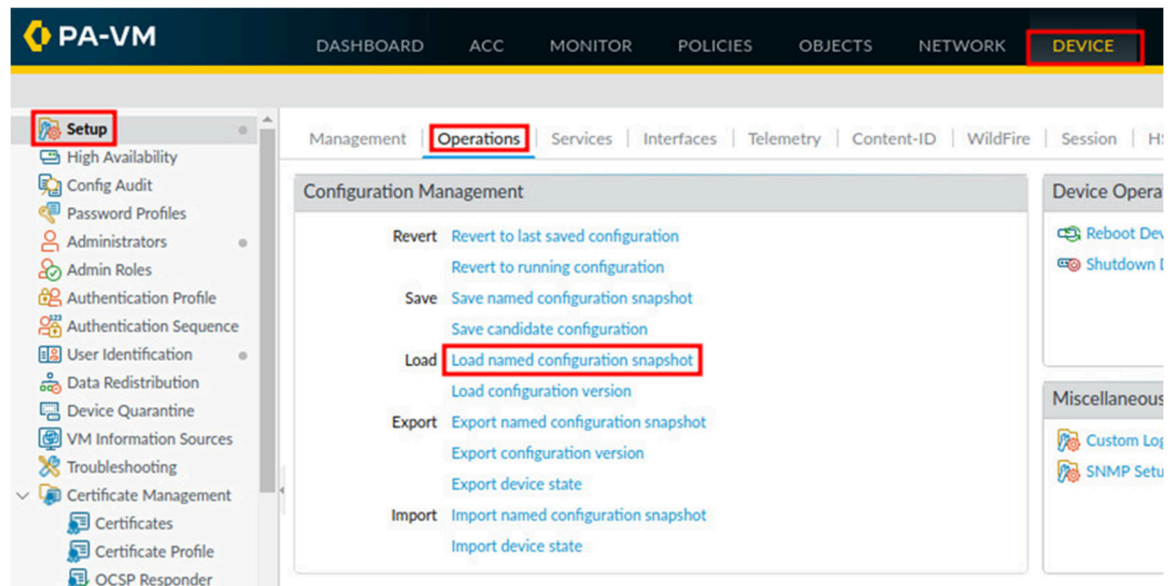 PA-VM
DASHBOARD ACC MONITOR POLICIES OBJECTS NETWORK DEVICE
Setup
High Availability
Config Audit
Password Profiles
Administrators
Admin Roles
Authentication Profile
Authentication Sequence
User Identification
Data Redistribution
Device Quarantine
VM Information Sources
Troubleshooting
Certificate Management
Certificates
Certificate Profile
OCSP Responder
Management Operations Services Interfaces Telemetry Content-ID WildFire Session H
Configuration Management
Revert Revert to last saved configuration
Revert to running configuration
Save Save named configuration snapshot
Save candidate configuration
Load Load named configuration snapshot
Load configuration version
Export Export named configuration snapshot
Export configuration version
Export device state
Import Import named configuration snapshot
Import device state
Device Opera
Reboot Dev
Shutdown
Miscellaneous
Custom Log
SNMP Setu